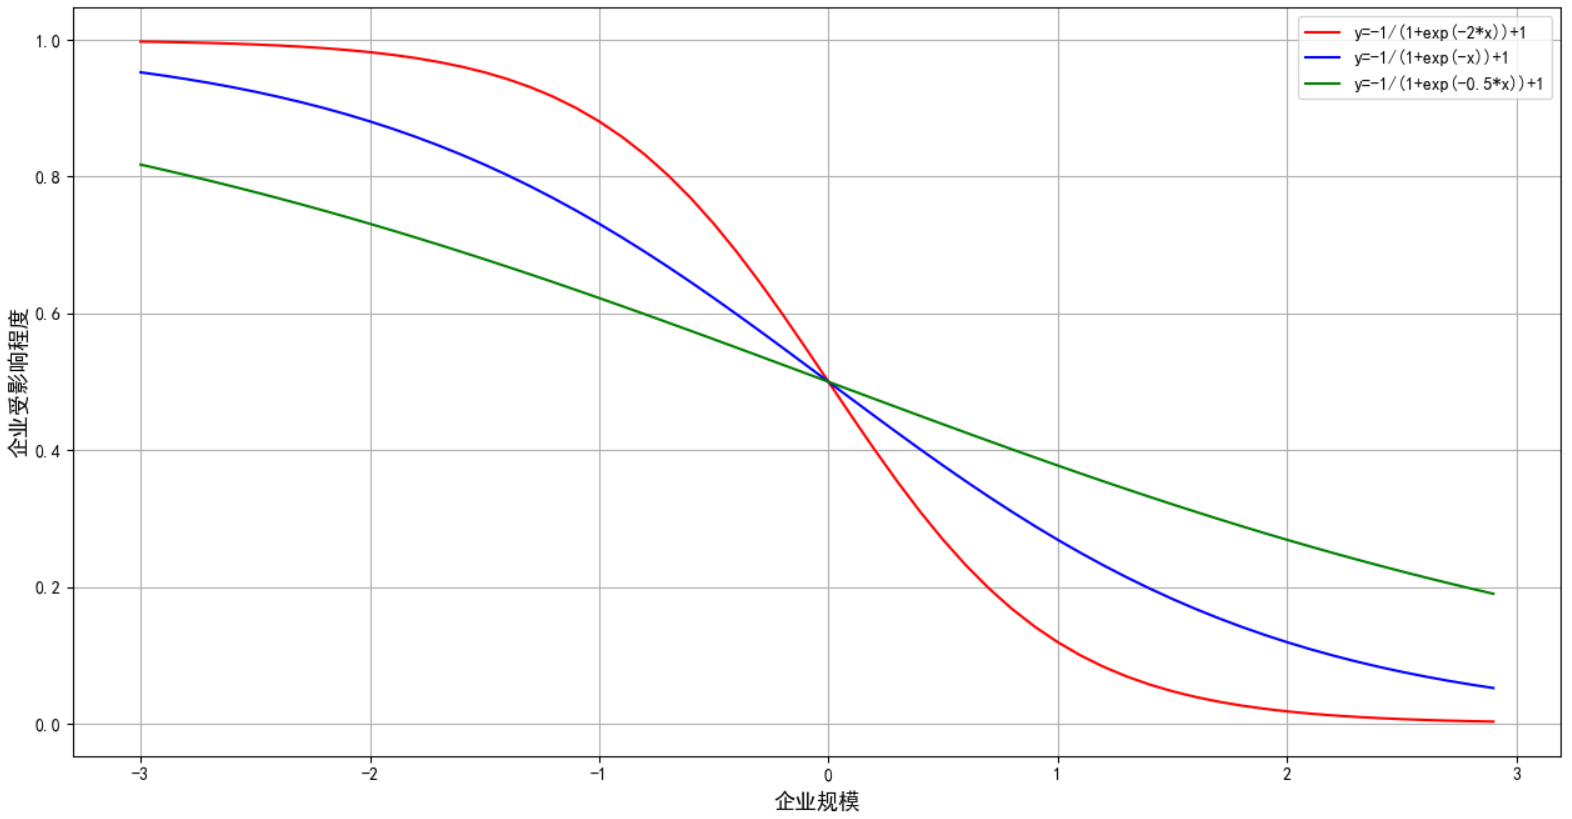 y=-1/(1+exp(-2*x))+1
y=-1/(1+exp(-x))+1
y=-1/(1+exp(-0.5*x))+1
企业受影响程度
1.0
0.8
0.6
0.4
0.2
0.0
−3 −2 −1 0 1 2 3
企业规模